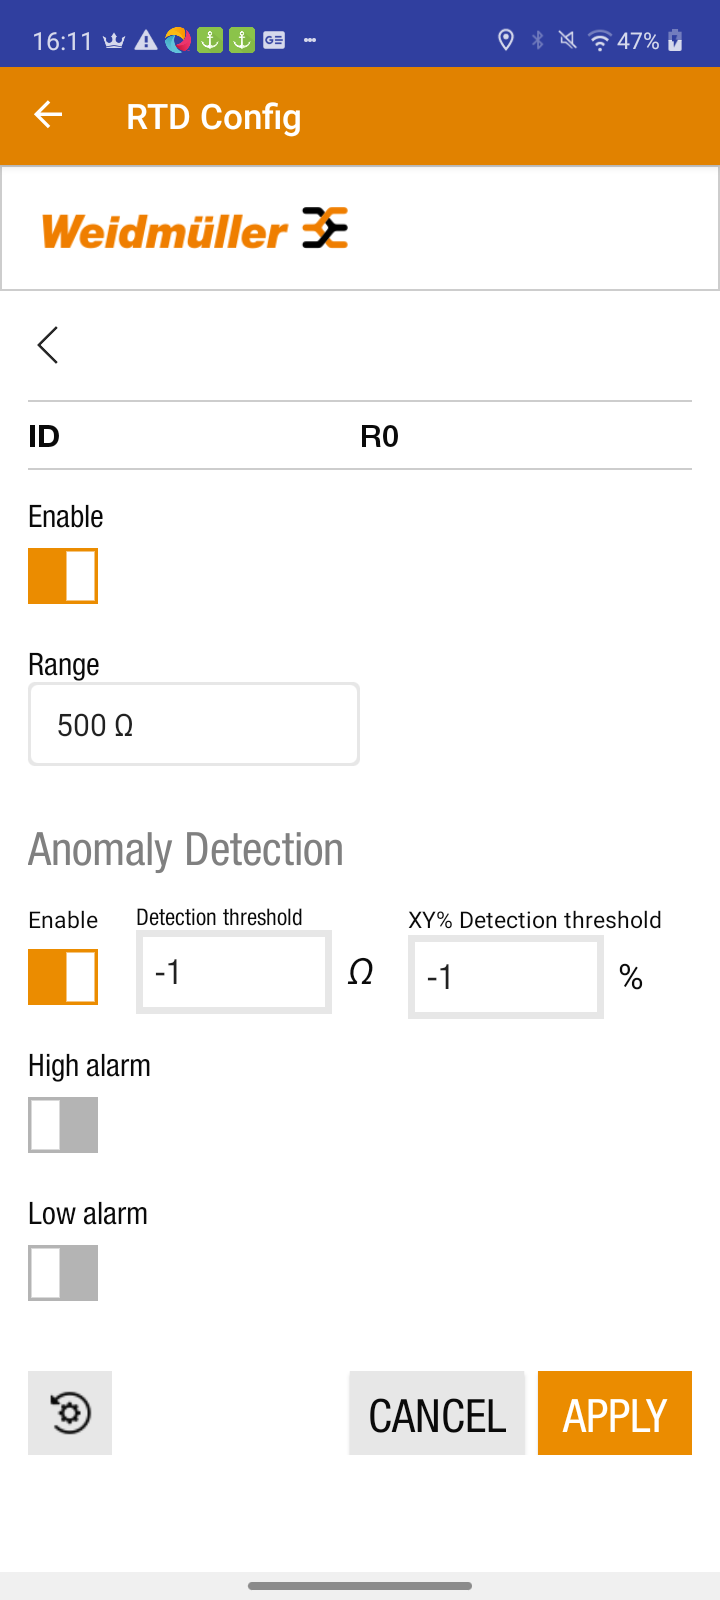 16:11 GE 47%
RTD Config
Weidmüller
ID R0
Enable
Range
500 Ω
Anomaly Detection
Enable Detection threshold XY% Detection threshold
-1 Ω -1 %
High alarm
Low alarm
CANCEL APPLY